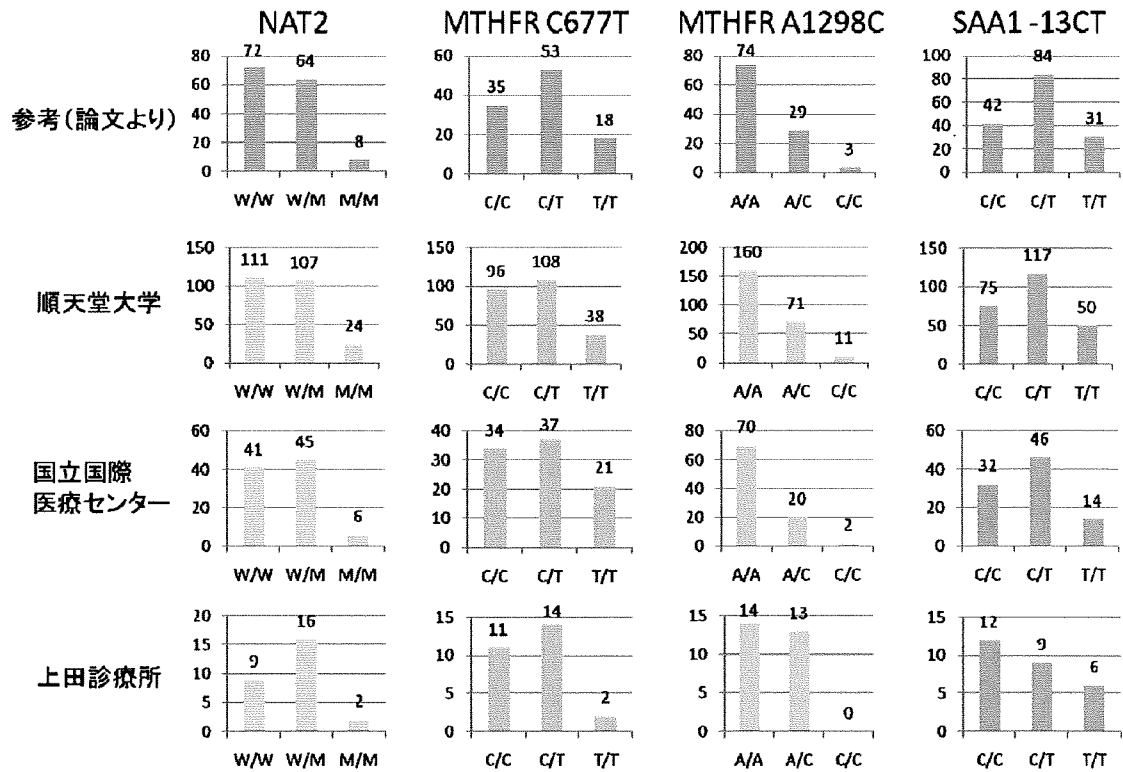 NAT2 MTHFR C677T MTHFR A1298C SAA1 -13CT
参考(論文より)
80 60 40 20 0
72 64 8
W/W W/M M/M
60 40 20 0
35 53 18
C/C C/T T/T
80 60 40 20 0
74 29 3
A/A A/C C/C
100 80 60 40 20 0
42 84 31
C/C C/T T/T
順天堂大学
150 100 50 0
111 107 24
W/W W/M M/M
150 100 50 0
96 108 38
C/C C/T T/T
200 150 100 50 0
160 71 11
A/A A/C C/C
150 100 50 0
75 117 50
C/C C/T T/T
国立国際
医療センター
60 40 20 0
41 45 6
W/W W/M M/M
40 30 20 10 0
34 37 21
C/C C/T T/T
80 60 40 20 0
70 20 2
A/A A/C C/C
60 40 20 0
32 46 14
C/C C/T T/T
上田診療所
20 15 10 5 0
9 16 2
W/W W/M M/M
15 10 5 0
11 14 2
C/C C/T T/T
15 10 5 0
14 13 0
A/A A/C C/C
15 10 5 0
12 9 6
C/C C/T T/T